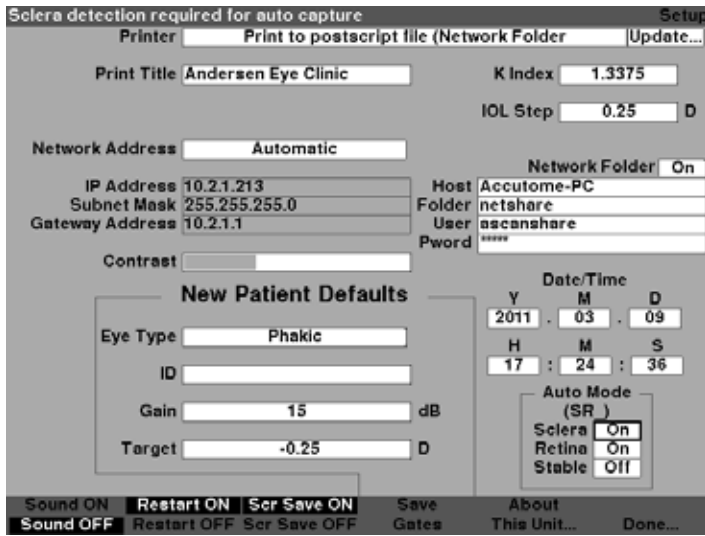 Sclera detection required for auto capture Setup
Printer Print to postscript file (Network Folder Update...
Print Title Andersen Eye Clinic K Index 1.3375
IOL Step 0.25 D
Network Address Automatic
Network Folder On
IP Address 10.2.1.213 Host Accutome-PC
Subnet Mask 255.255.255.0 Folder netshare
Gateway Address 10.2.1.1 User ascanshare
Pword *****
Contrast
Date/Time
New Patient Defaults
Y M D
2011 . 03 . 09
Eye Type Phakic
H M S
17 : 24 : 36
ID
Auto Mode
(SR_)
Gain 15 dB
Sclera On
Retina On
Target -0.25 D
Stable Off
Sound ON Restart ON Scr Save ON Save About
Sound OFF Restart OFF Scr Save OFF Gates This Unit... Done...